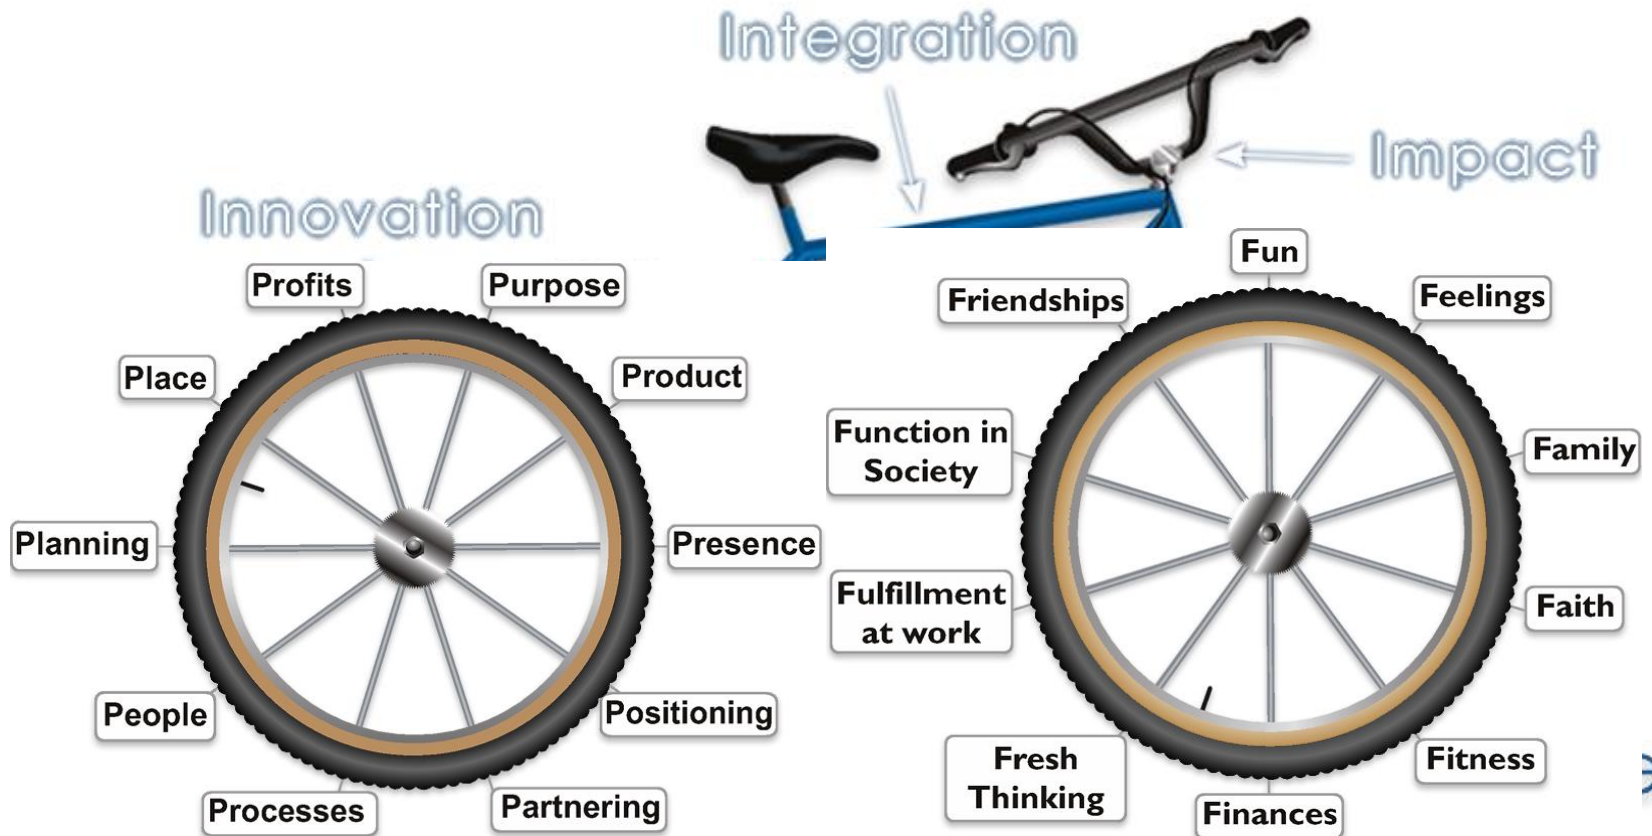 Integration
Impact
Innovation
Profits
Purpose
Place
Product
Planning
Presence
People
Positioning
Processes
Partnering
Fun
Friendships
Feelings
Function in
Society
Family
Fulfillment
at work
Faith
Fresh
Thinking
Fitness
Finances